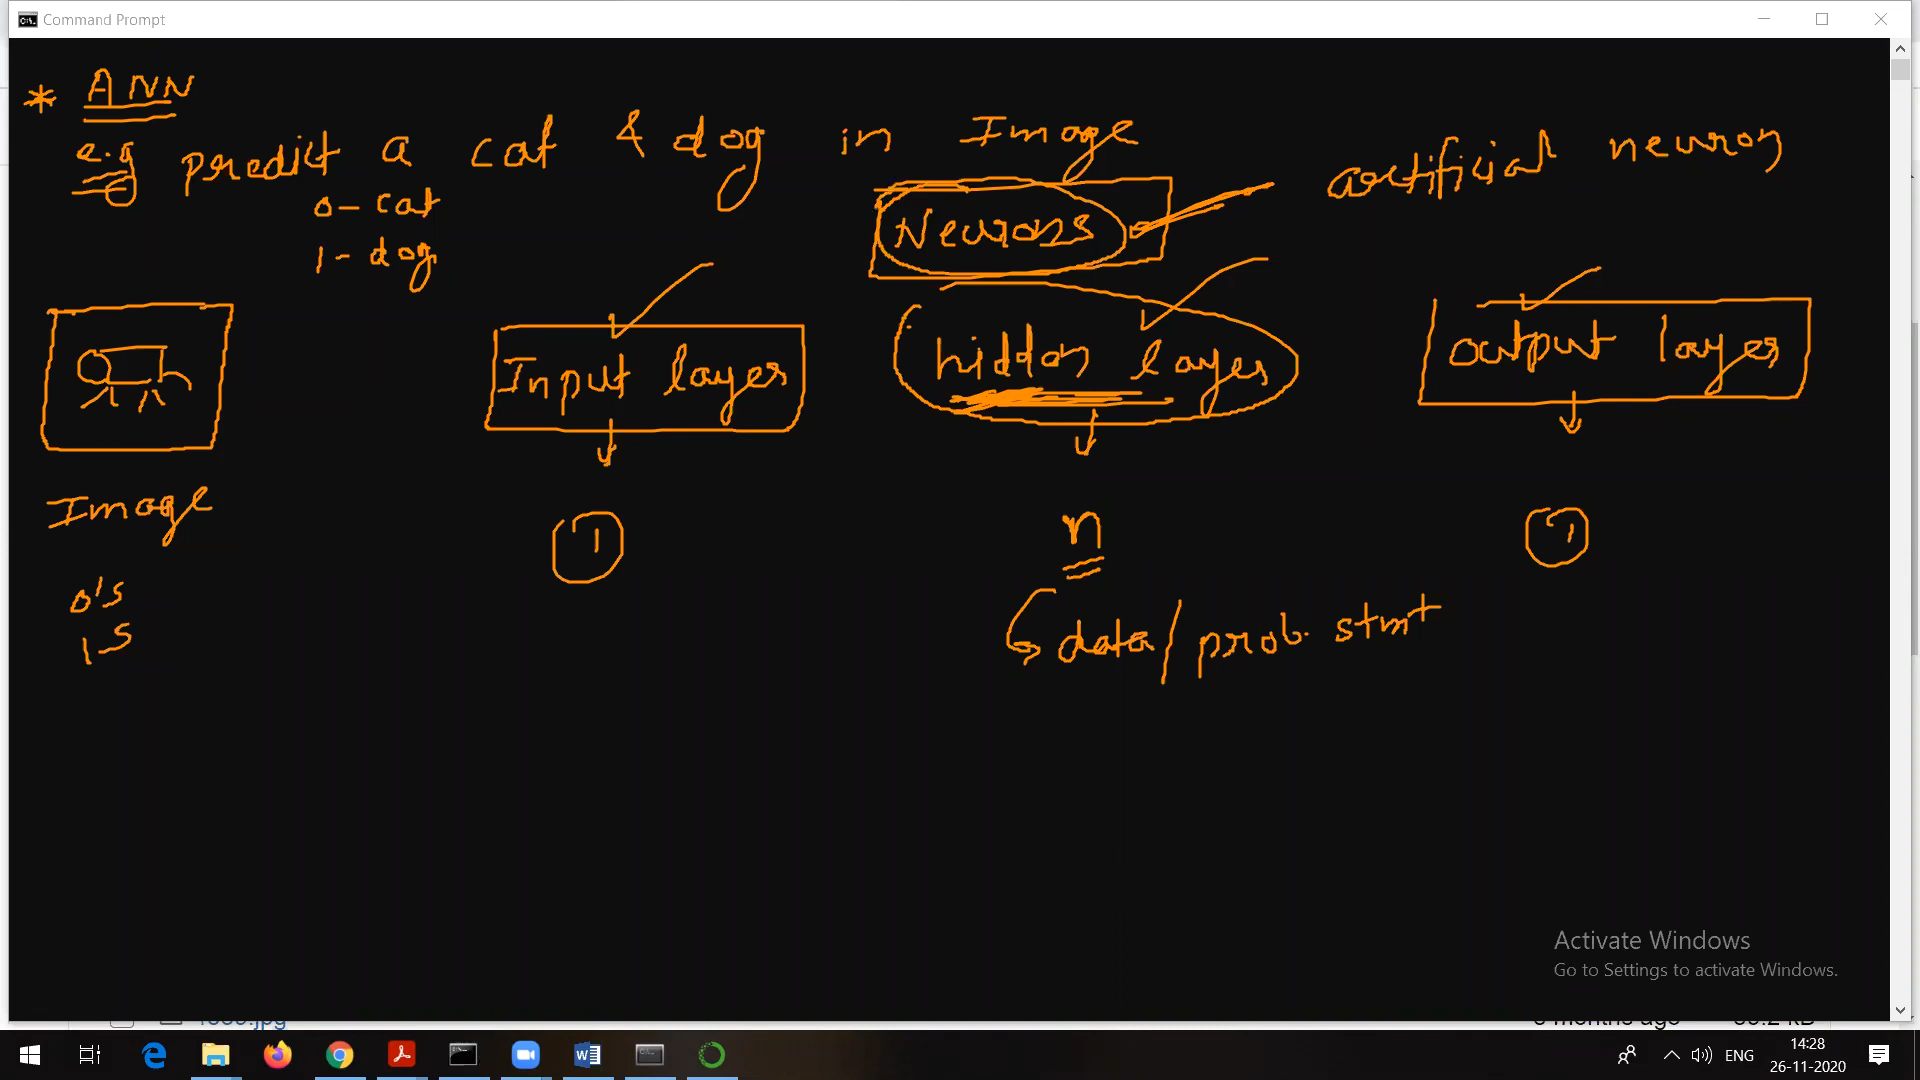 Command Prompt
* ANN
e.g predict a cat & dog in Image
0 - cat
1 - dog
Neurons
artificial neuron
Input layer
hidden layer
output layer
Image
1
n
1
0's
1-s
data/prob. stmt
Activate Windows
Go to Settings to activate Windows.
ENG
14:28
26-11-2020